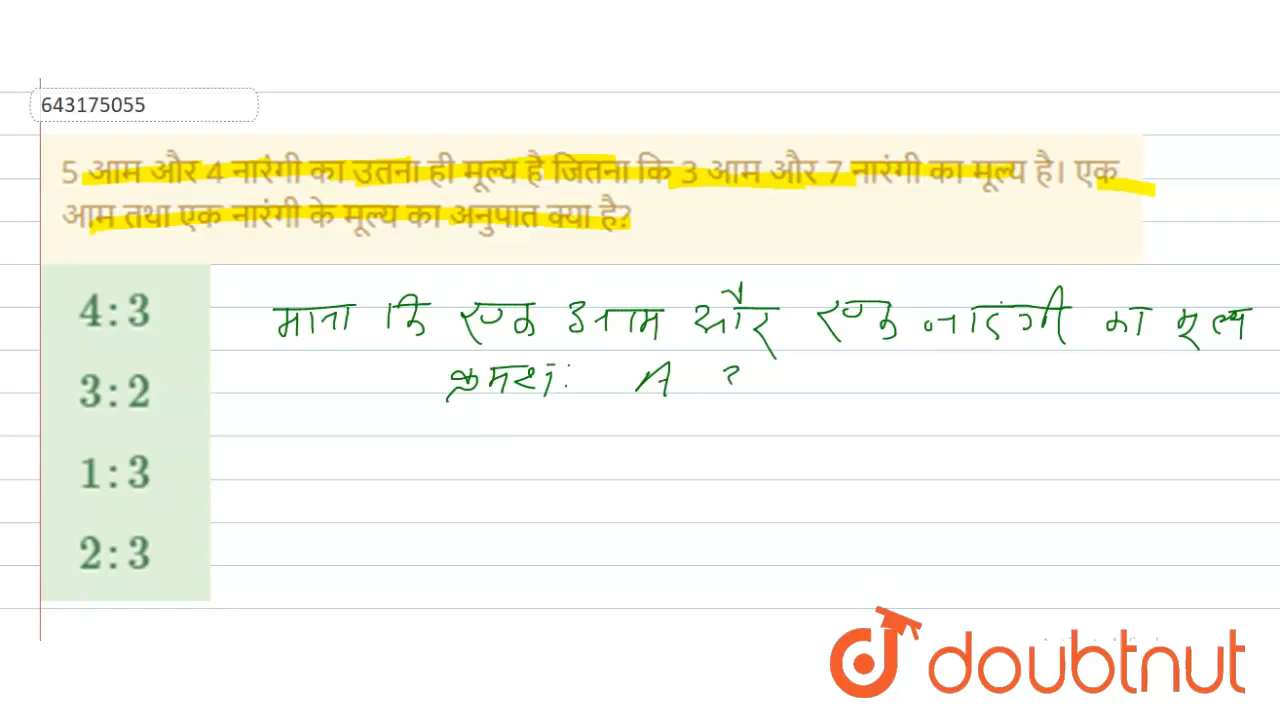 643175055
5 आम और 4 नारंगी का उतना ही मूल्य है जितना कि 3 आम और 7 नारंगी का मूल्य है। एक
आम तथा एक नारंगी के मूल्य का अनुपात क्या है?
4:3
3:2
1:3
2:3
माना कि एक आम और एक नारंगी का मूल्य
क्रमशः A
doubtnut